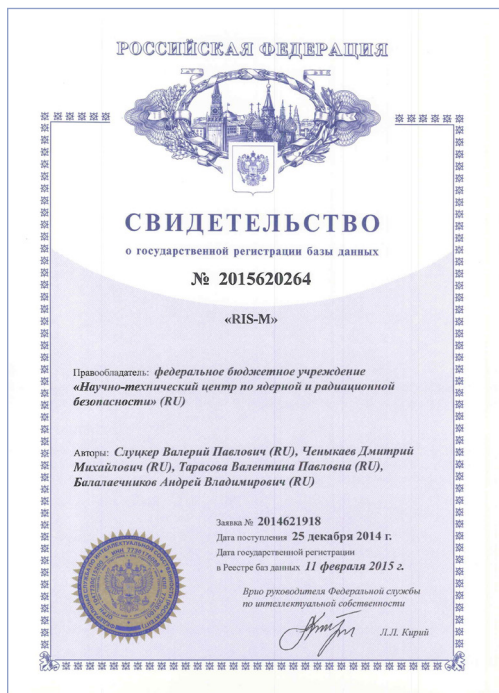 РОССИЙСКАЯ ФЕДЕРАЦИЯ
СВИДЕТЕЛЬСТВО
о государственной регистрации базы данных
№ 2015620264
«RIS-M»
Правообладатель: федеральное бюджетное учреждение
«Научно-технический центр по ядерной и радиационной
безопасности» (RU)
Авторы: Слуцкер Валерий Павлович (RU), Ченыкаев Дмитрий
Михайлович (RU), Тарасова Валентина Павловна (RU),
Балалаечников Андрей Владимирович (RU)
Заявка № 2014621918
Дата поступления 25 декабря 2014 г.
Дата государственной регистрации
в Реестре баз данных 11 февраля 2015 г.
Врио руководителя Федеральной службы
по интеллектуальной собственности
Л.Л. Кирий